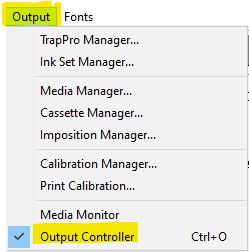 Output Fonts
TrapPro Manager...
Ink Set Manager...
Media Manager...
Cassette Manager...
Imposition Manager...
Calibration Manager...
Print Calibration...
Media Monitor
Output Controller Ctrl+O